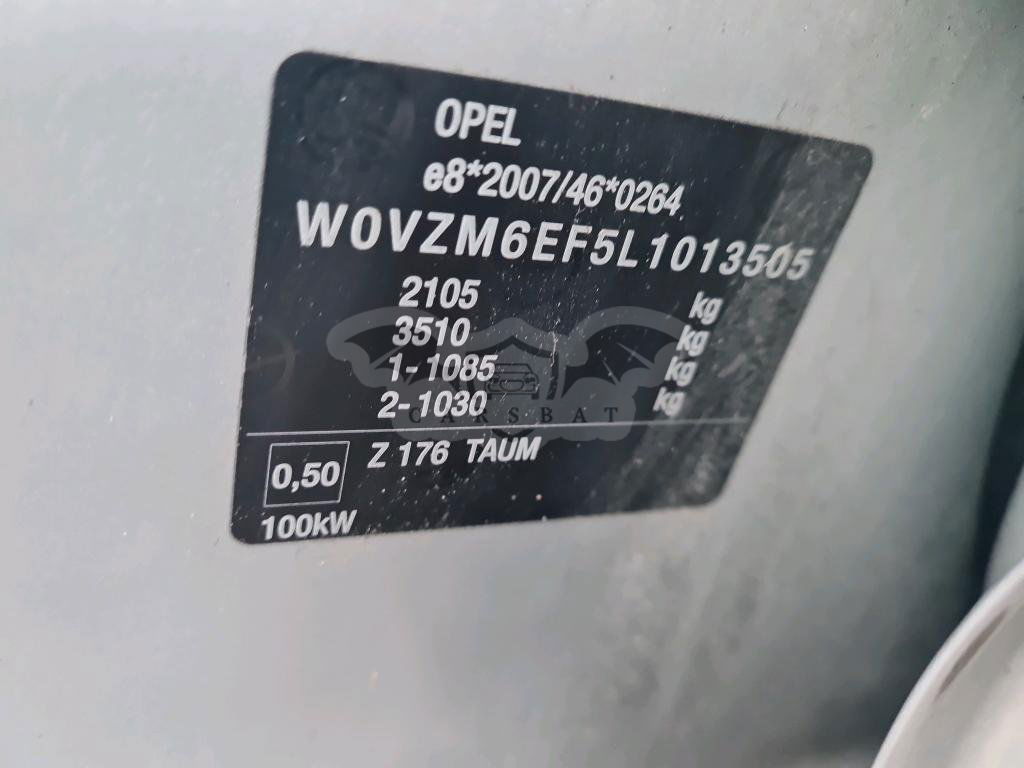 OPEL
e8*2007/46*0264
W0VZM6EF5L1013505
2105 kg
3510 kg
1-1085 kg
2-1030 kg
CARSBAT
0,50 Z 176 TAUM
100kW